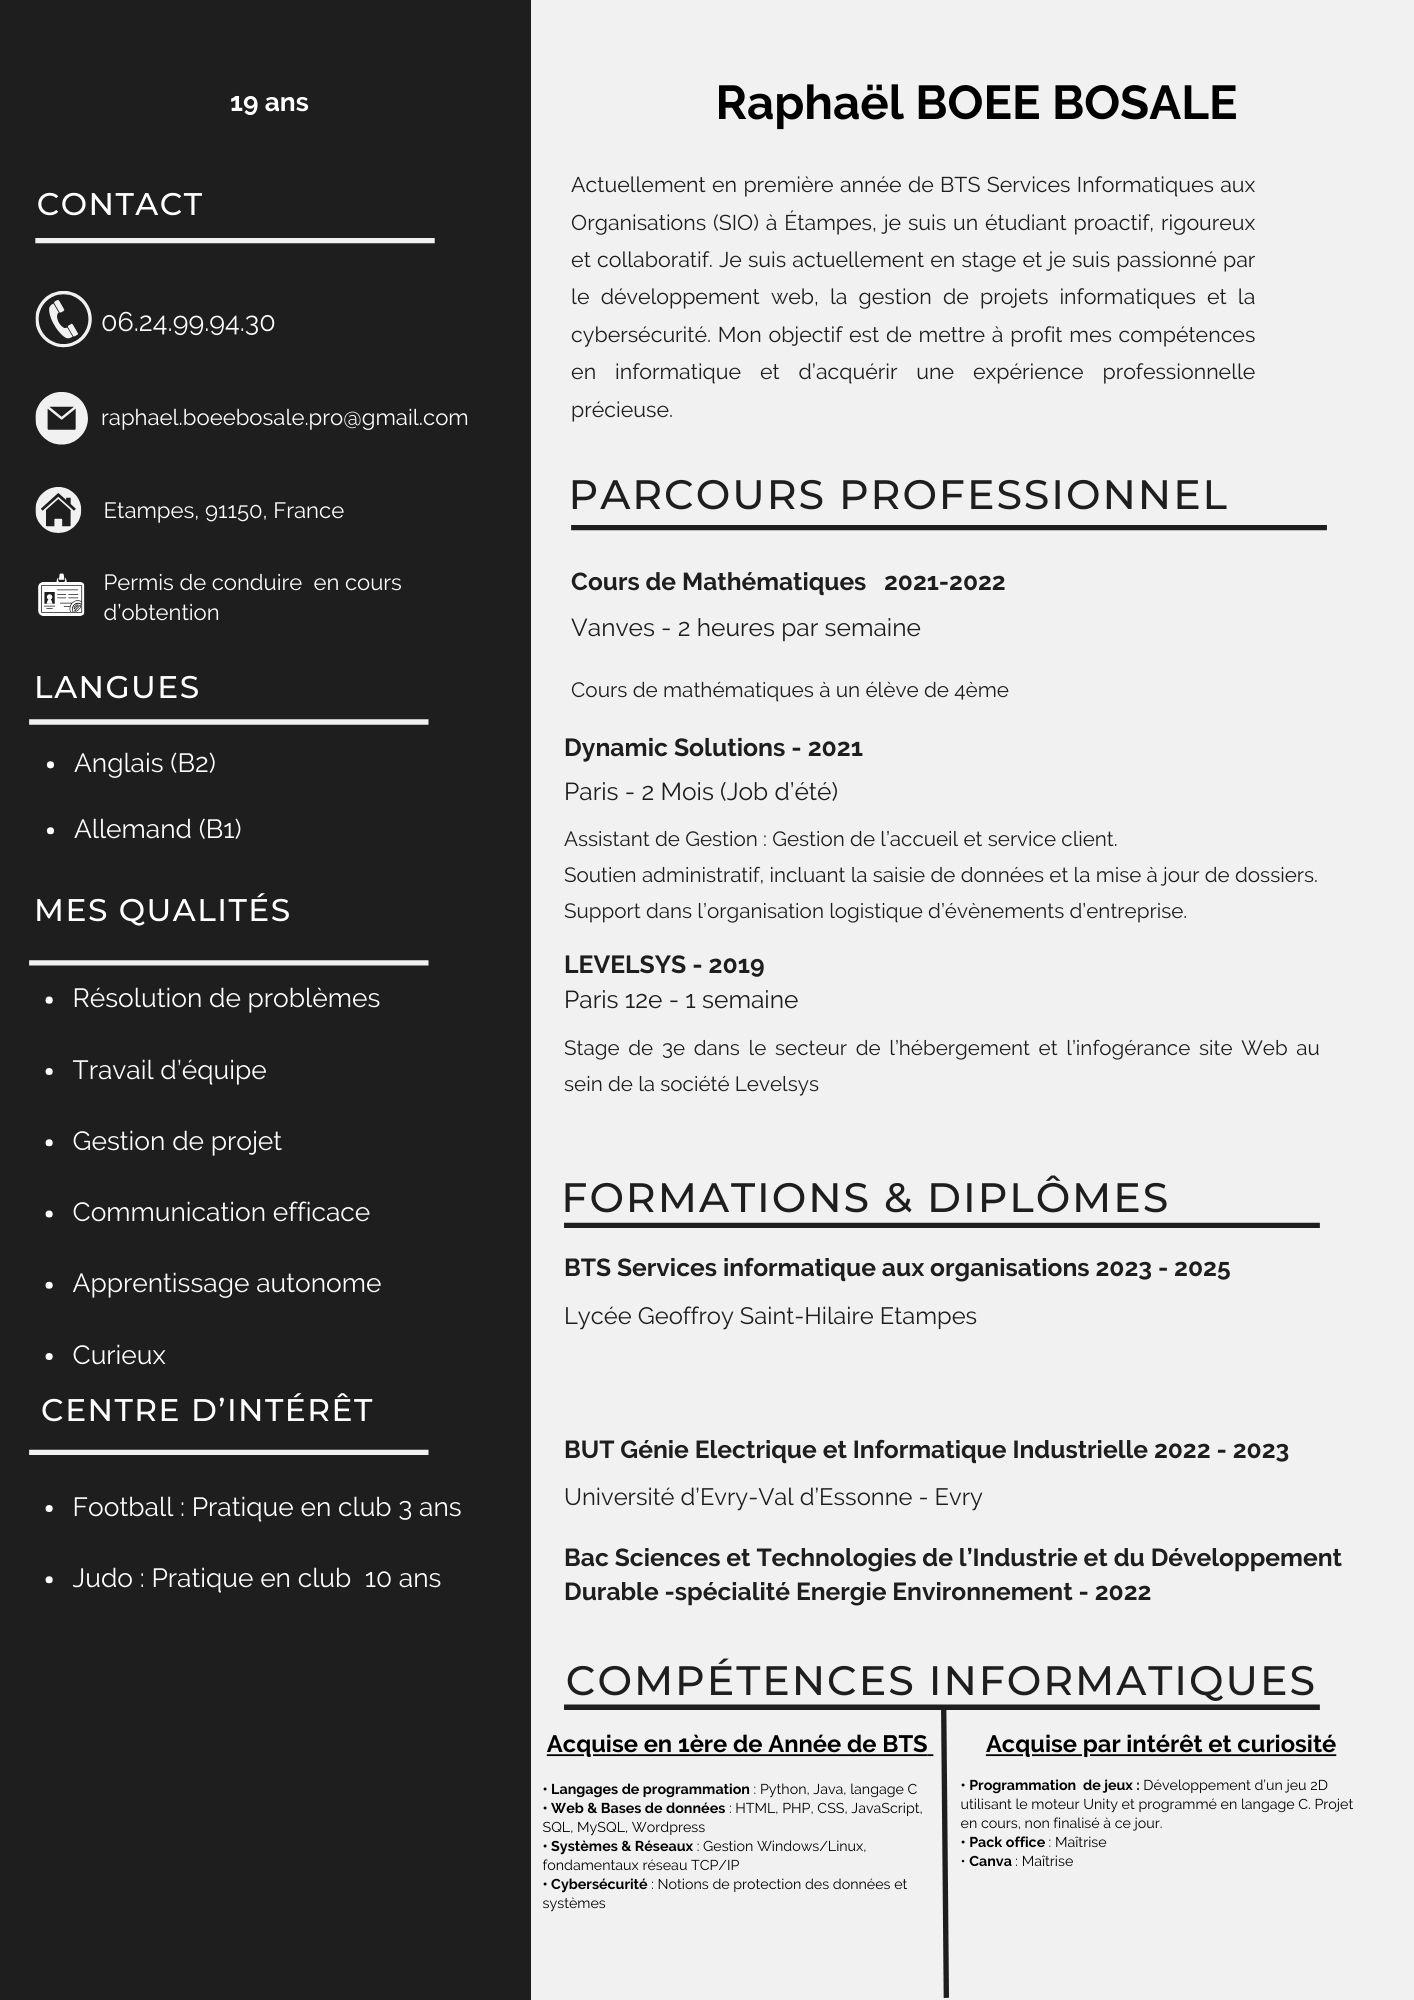 19 ans
CONTACT
06.24.99.94.30
raphael.boeebosale.pro@gmail.com
Etampes, 91150, France
Permis de conduire  en cours
d'obtention
LANGUES
• Anglais (B2)
• Allemand (B1)
MES QUALITÉS
• Résolution de problèmes
• Travail d'équipe
• Gestion de projet
• Communication efficace
• Apprentissage autonome
• Curieux
CENTRE D'INTÉRÊT
• Football : Pratique en club 3 ans
• Judo : Pratique en club  10 ans
Raphaël BOEE BOSALE
Actuellement en première année de BTS Services Informatiques aux
Organisations (SIO) à Étampes, je suis un étudiant proactif, rigoureux
et collaboratif. Je suis actuellement en stage et je suis passionné par
le développement web, la gestion de projets informatiques et la
cybersécurité. Mon objectif est de mettre à profit mes compétences
en informatique et d'acquérir une expérience professionnelle
précieuse.
PARCOURS PROFESSIONNEL
Cours de Mathématiques   2021-2022
Vanves - 2 heures par semaine
Cours de mathématiques à un élève de 4ème
Dynamic Solutions - 2021
Paris - 2 Mois (Job d'été)
Assistant de Gestion : Gestion de l'accueil et service client.
Soutien administratif, incluant la saisie de données et la mise à jour de dossiers.
Support dans l'organisation logistique d'évènements d'entreprise.
LEVELSYS - 2019
Paris 12e - 1 semaine
Stage de 3e dans le secteur de l'hébergement et l'infogérance site Web au
sein de la société Levelsys
FORMATIONS & DIPLÔMES
BTS Services informatique aux organisations 2023 - 2025
Lycée Geoffroy Saint-Hilaire Etampes
BUT Génie Electrique et Informatique Industrielle 2022 - 2023
Université d'Evry-Val d'Essonne - Evry
Bac Sciences et Technologies de l'Industrie et du Développement
Durable -spécialité Energie Environnement - 2022
COMPÉTENCES INFORMATIQUES
Acquise en 1ère de Année de BTS
• Langages de programmation : Python, Java, langage C
• Web & Bases de données : HTML, PHP, CSS, JavaScript,
SQL, MySQL, Wordpress
• Systèmes & Réseaux : Gestion Windows/Linux,
fondamentaux réseau TCP/IP
• Cybersécurité : Notions de protection des données et
systèmes
Acquise par intérêt et curiosité
• Programmation  de jeux : Développement d'un jeu 2D
utilisant le moteur Unity et programmé en langage C. Projet
en cours, non finalisé à ce jour.
• Pack office : Maîtrise
• Canva : Maîtrise